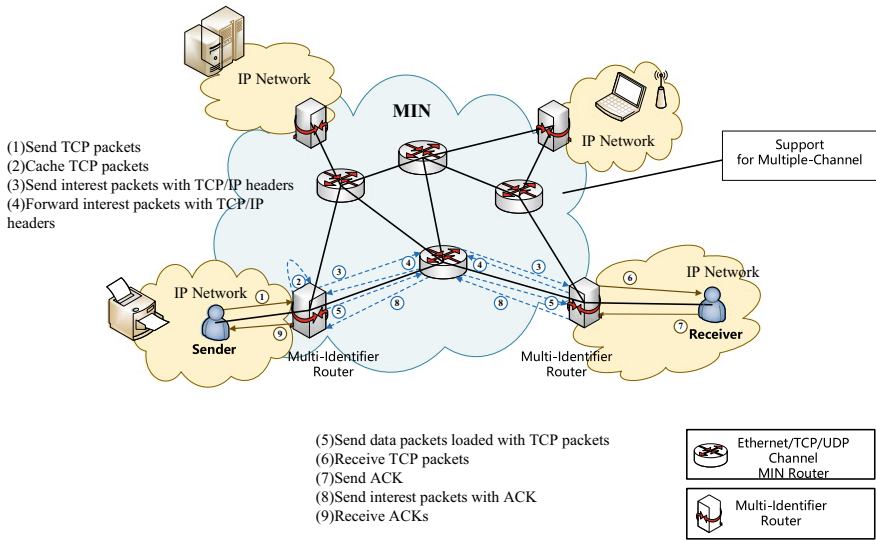 IP Network
MIN
IP Network
Support
for Multiple-Channel
(1)Send TCP packets
(2)Cache TCP packets
(3)Send interest packets with TCP/IP headers
(4)Forward interest packets with TCP/IP
headers
3
4
4
3
2
6
IP Network
1
IP Network
5
8
8
5
7
9
Sender
Receiver
Multi-Identifier
Router
Multi-Identifier
Router
(5)Send data packets loaded with TCP packets
(6)Receive TCP packets
(7)Send ACK
(8)Send interest packets with ACK
(9)Receive ACKs
Ethernet/TCP/UDP
Channel
MIN Router
Multi-Identifier
Router